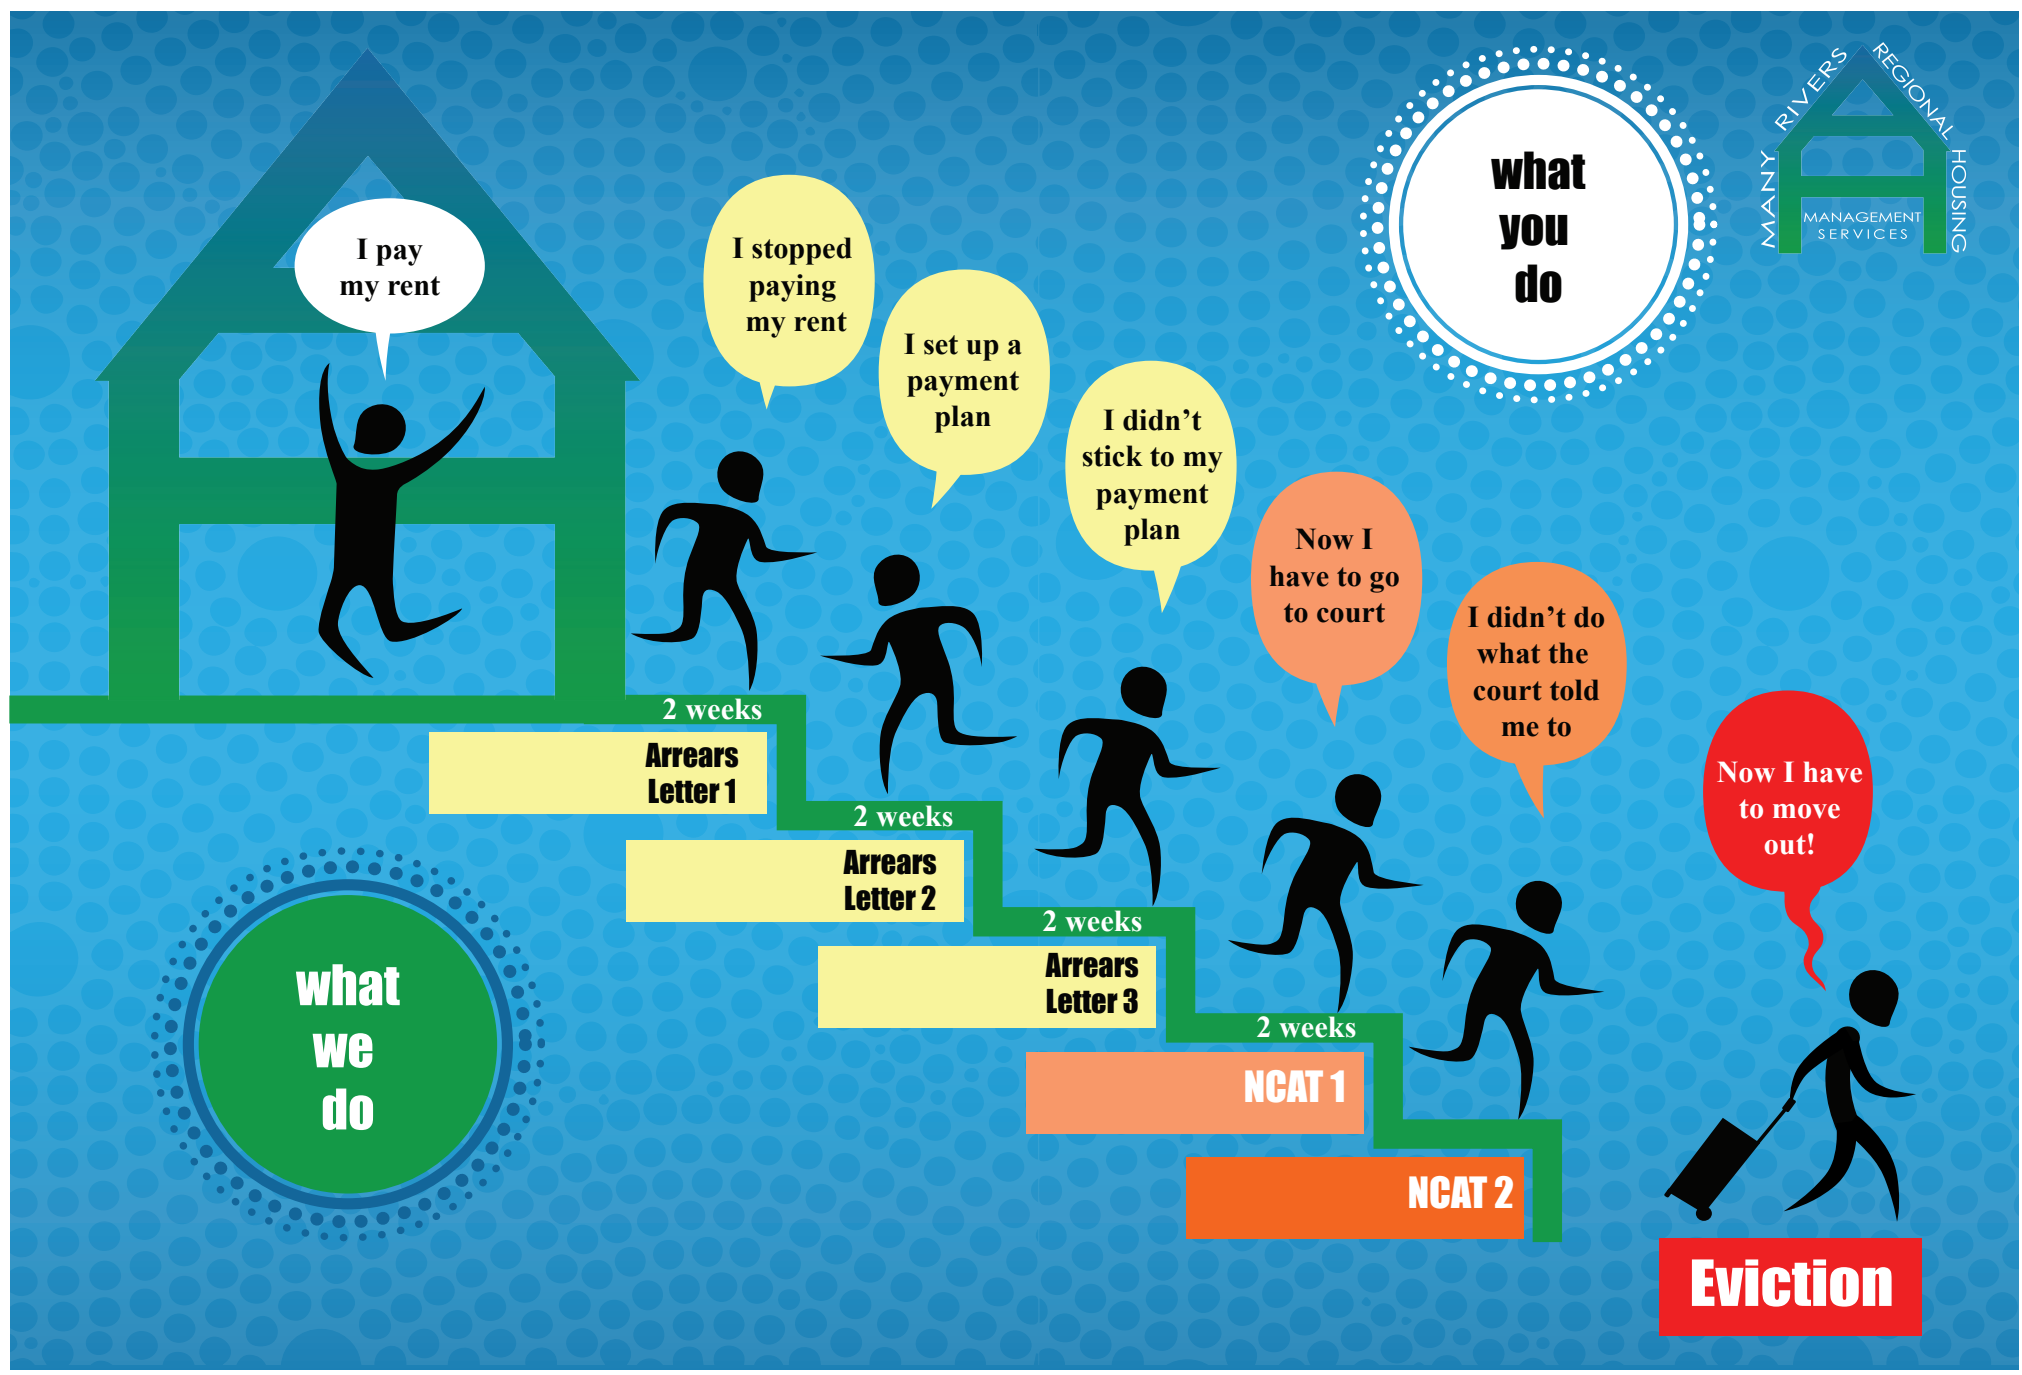 MANY RIVERS REGIONAL HOUSING
MANAGEMENT
SERVICES
what
you
do
I pay
my rent
I stopped
paying
my rent
I set up a
payment
plan
I didn’t
stick to my
payment
plan
Now I
have to go
to court
I didn’t do
what the
court told
me to
Now I have
to move
out!
2 weeks
Arrears
Letter 1
2 weeks
Arrears
Letter 2
2 weeks
Arrears
Letter 3
2 weeks
NCAT 1
NCAT 2
what
we
do
Eviction